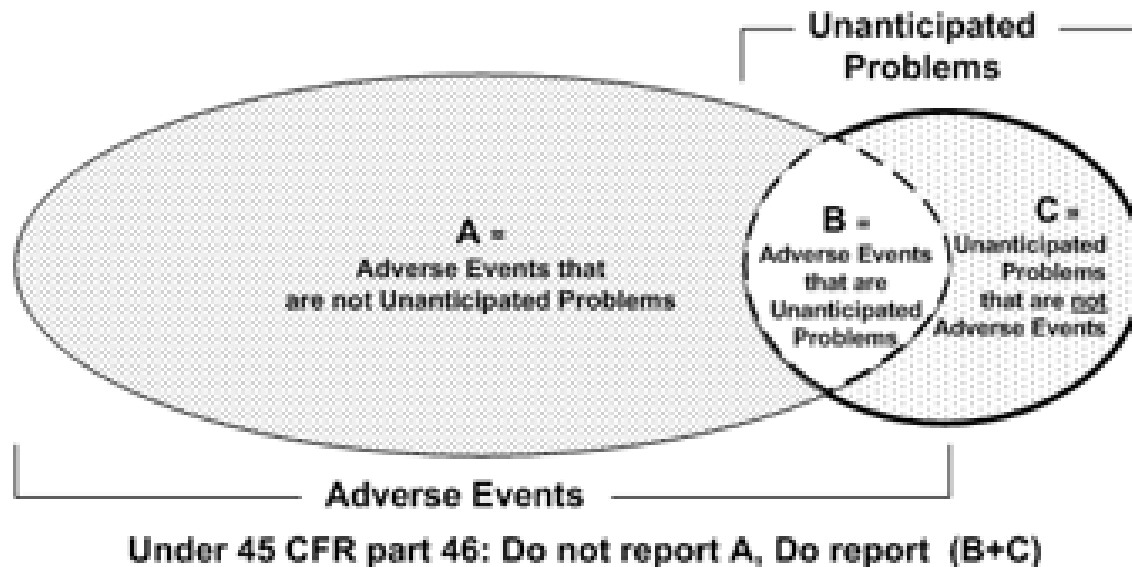 Unanticipated
Problems
A =
Adverse Events that
are not Unanticipated Problems
B =
Adverse Events
that are
Unanticipated
Problems
C =
Unanticipated
Problems
that are not
Adverse Events
Adverse Events
Under 45 CFR part 46: Do not report A, Do report (B+C)